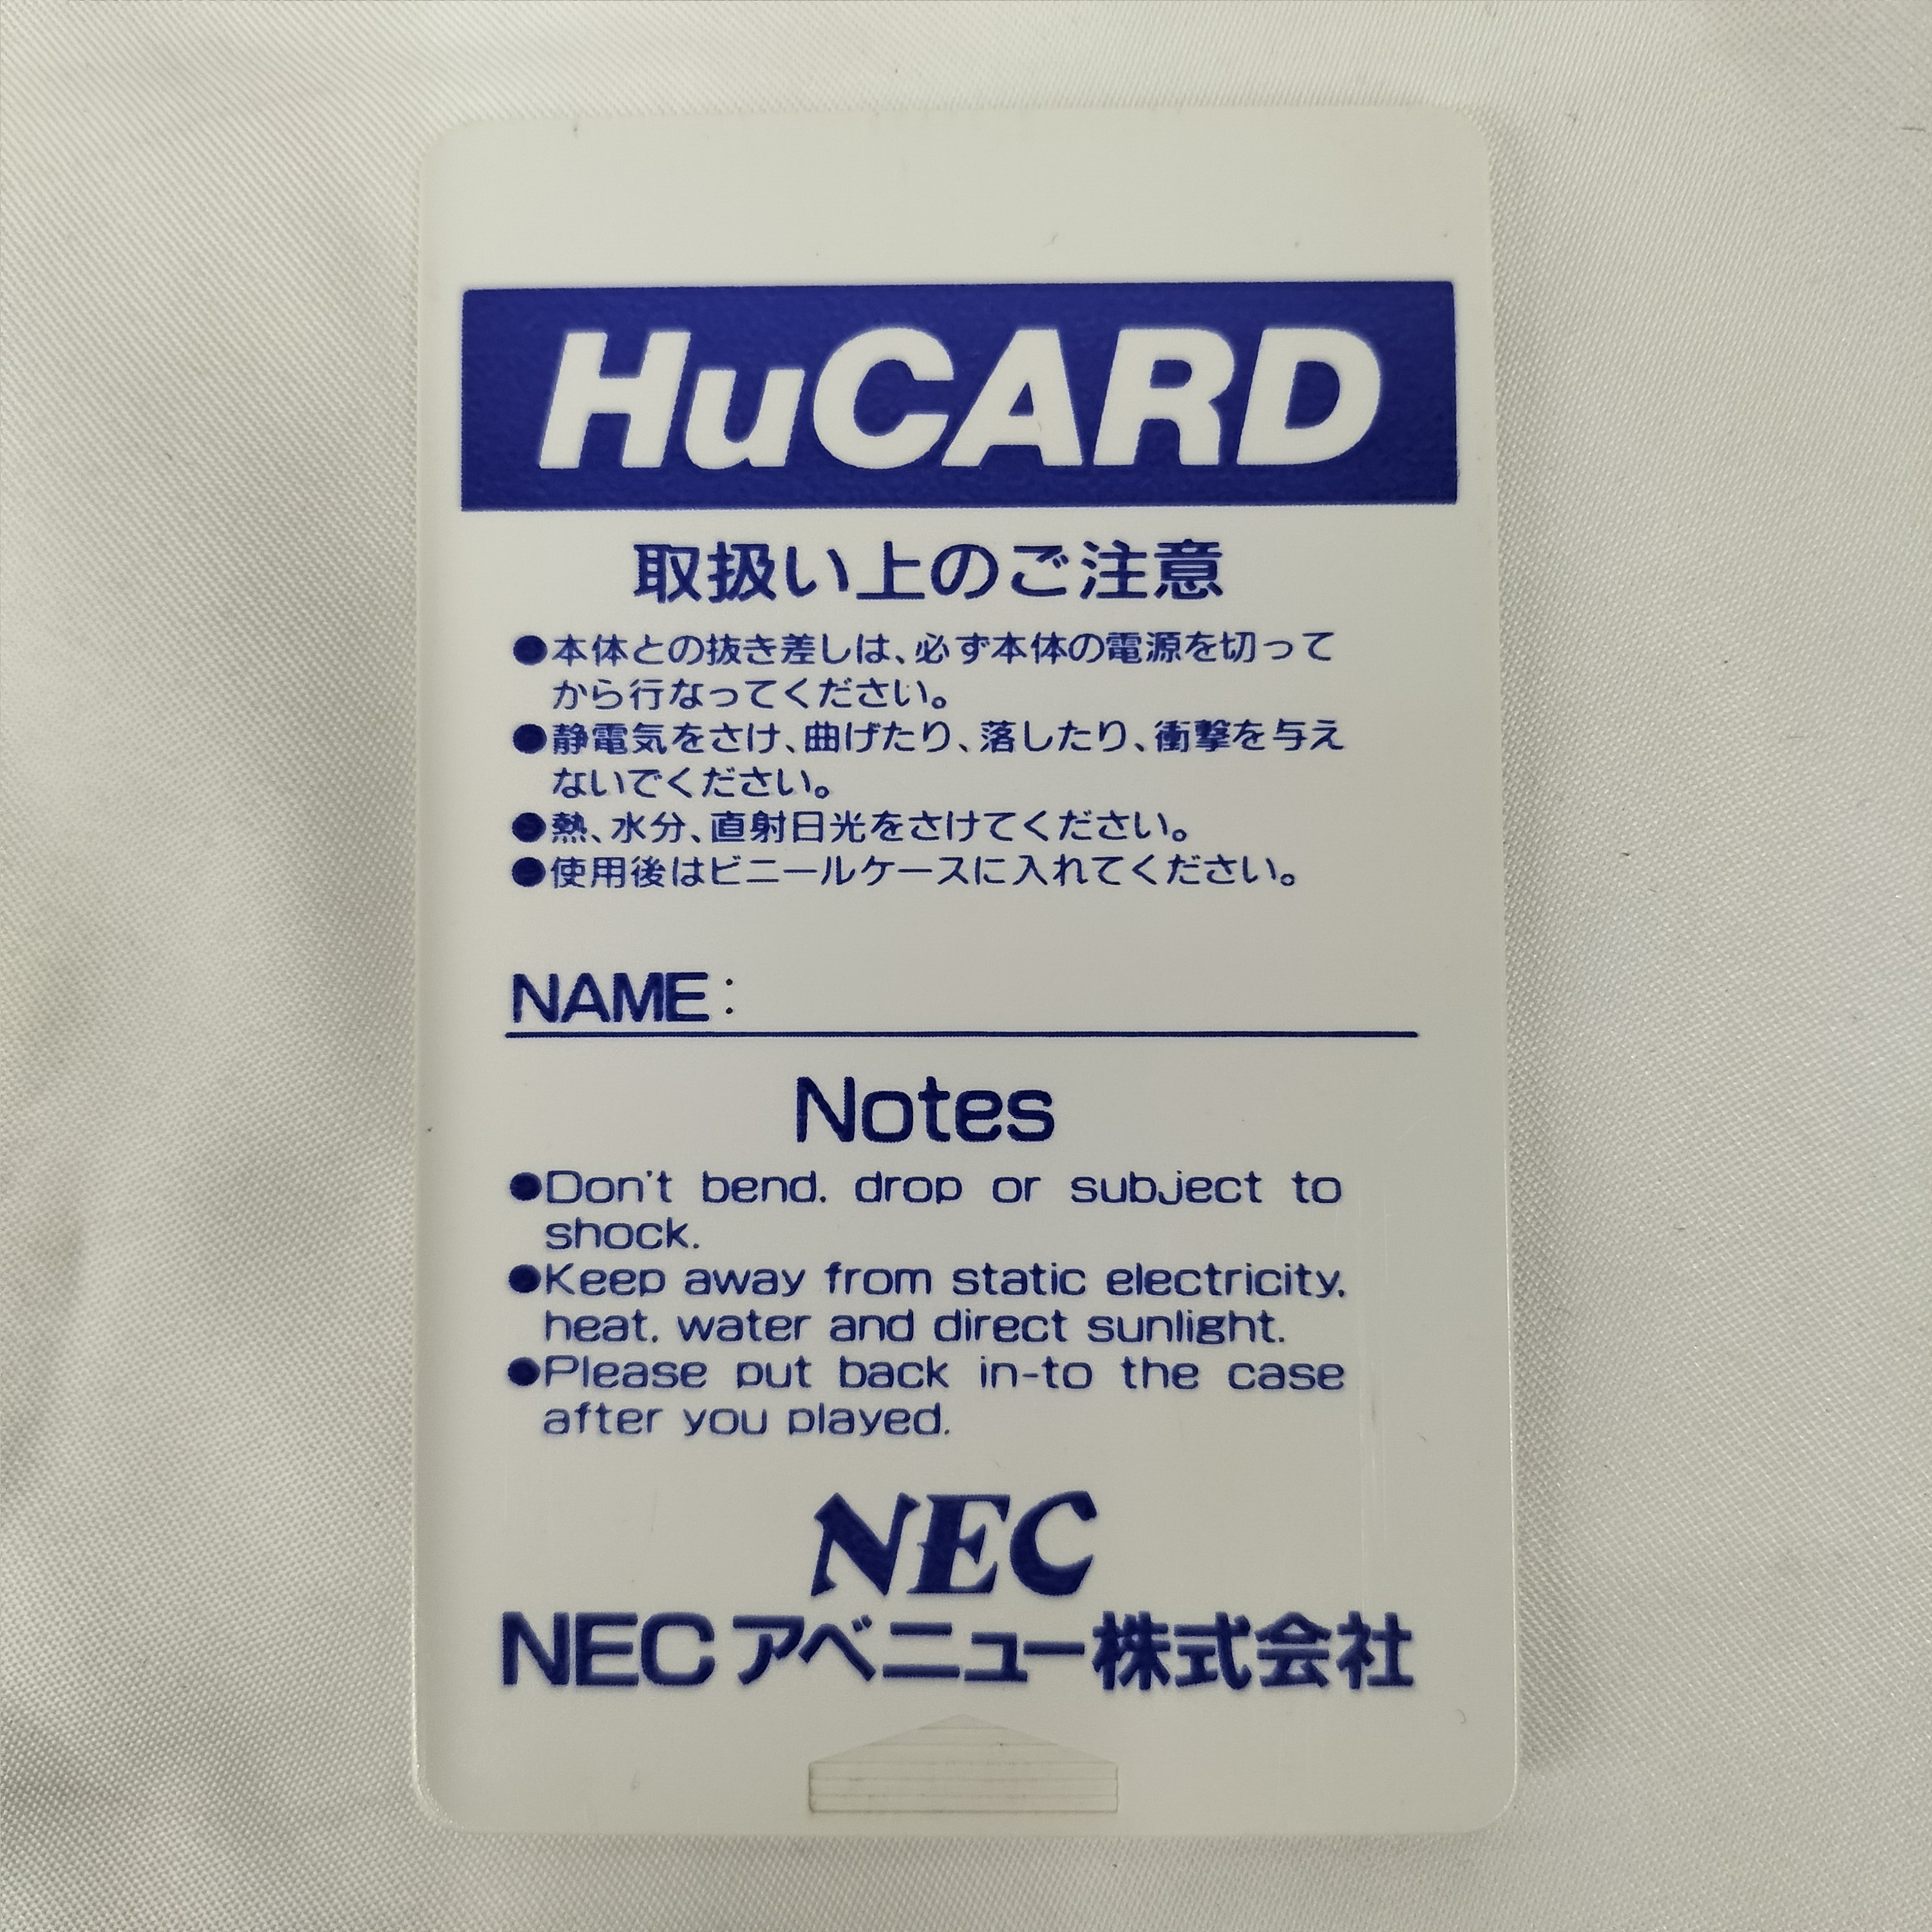 HuCARD
取扱い上のご注意
●本体との抜き差しは、必ず本体の電源を切って
から行なってください。
●静電気をさけ、曲げたり、落したり、衝撃を与え
ないでください。
●熱、水分、直射日光をさけてください。
●使用後はビニールケースに入れてください。
NAME:
Notes
●Don't bend, drop or subject to
shock.
●Keep away from static electricity,
heat, water and direct sunlight.
●Please put back in-to the case
after you played.
NEC
NECアベニュー株式会社